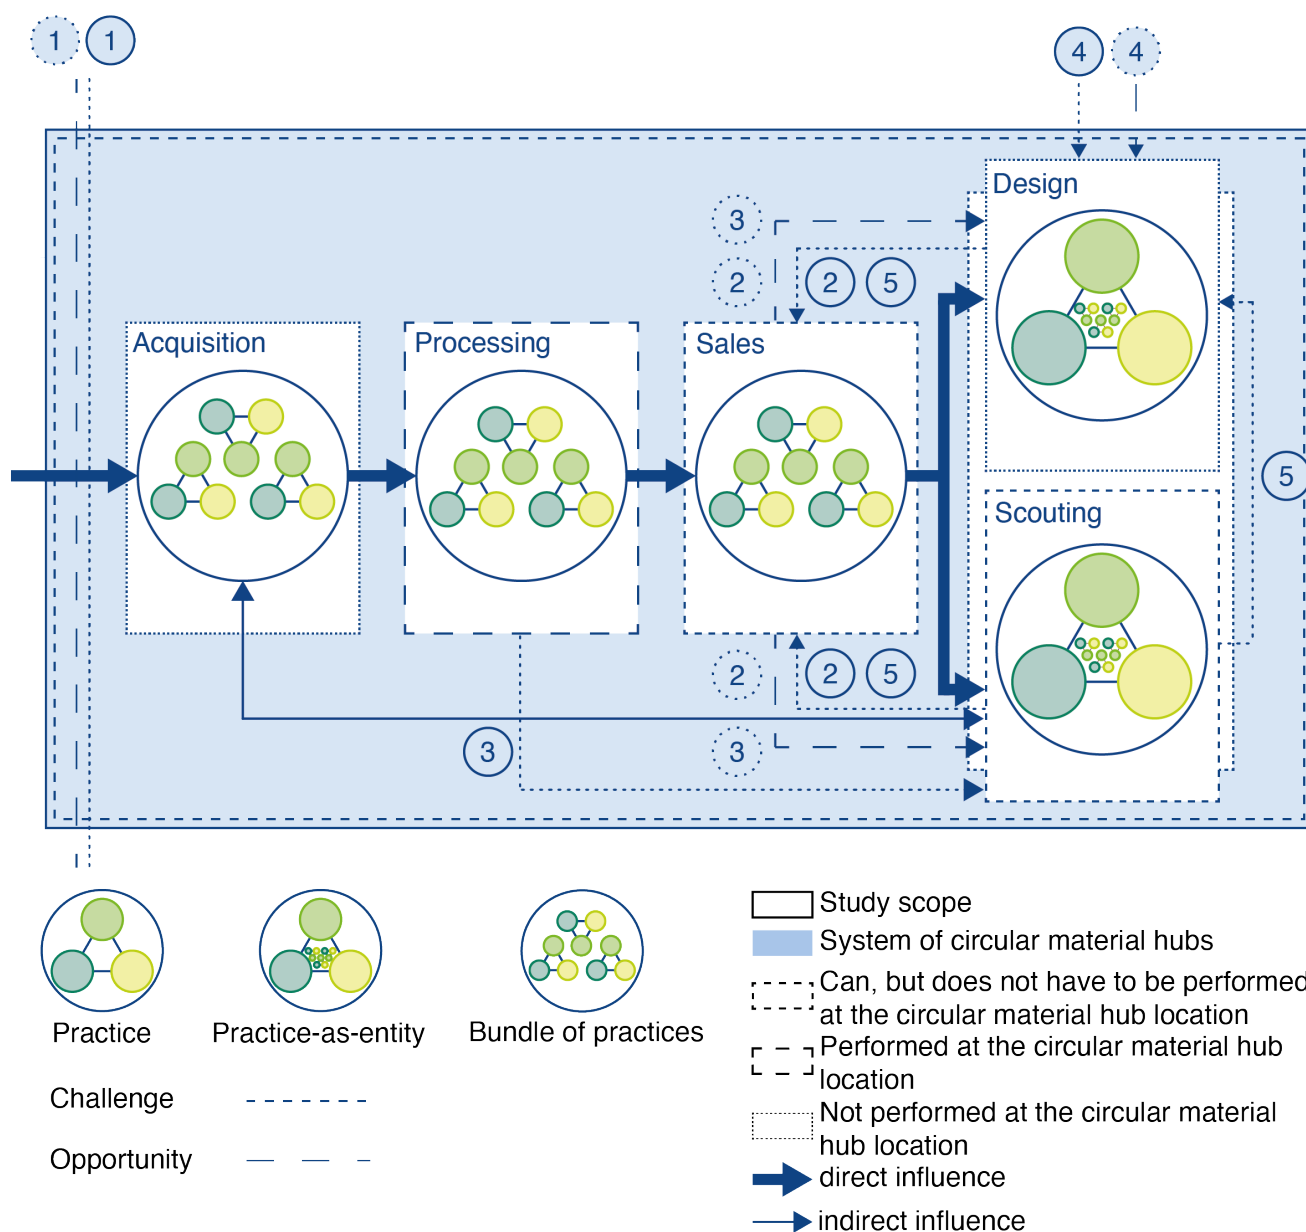 1 1
4 4
Design
3
2 2 5
Acquisition
Processing
Sales
5
Scouting
2 2 5
3 3
Practice
Practice-as-entity
Bundle of practices
Challenge
Opportunity
Study scope
System of circular material hubs
Can, but does not have to be performed
at the circular material hub location
Performed at the circular material hub
location
Not performed at the circular material
hub location
direct influence
indirect influence